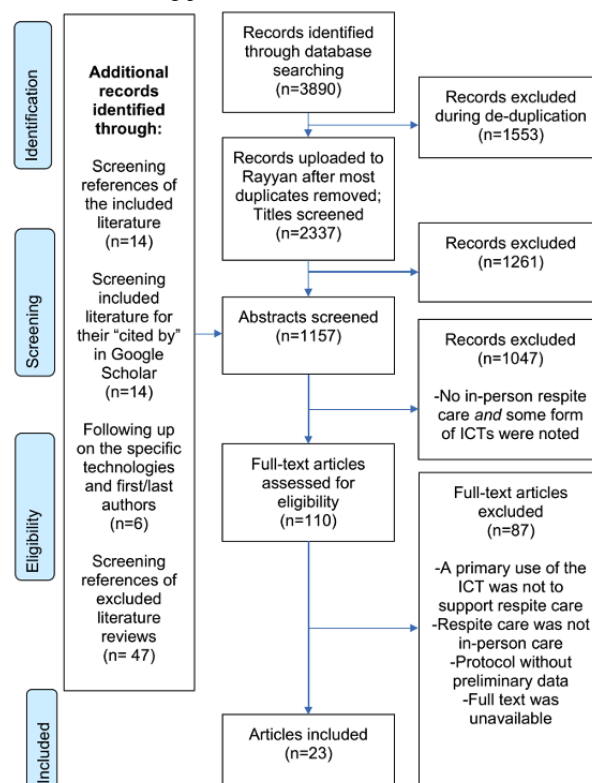 Identification
Screening
Eligibility
Included
Additional
records
identified
through:
Screening
references of
the included
literature
(n=14)
Screening
included
literature for
their “cited by”
in Google
Scholar
(n=14)
Following up
on the specific
technologies
and first/last
authors
(n=6)
Screening
references of
excluded
literature
reviews
(n= 47)
Records identified
through database
searching
(n=3890)
Records excluded
during de-duplication
(n=1553)
Records uploaded to
Rayyan after most
duplicates removed;
Titles screened
(n=2337)
Records excluded
(n=1261)
Abstracts screened
(n=1157)
Records excluded
(n=1047)
-No in-person respite
care and some form
of ICTs were noted
Full-text articles
assessed for
eligibility
(n=110)
Full-text articles
excluded
(n=87)
-A primary use of the
ICT was not to
support respite care
-Respite care was not
in-person care
-Protocol without
preliminary data
-Full text was
unavailable
Articles included
(n=23)